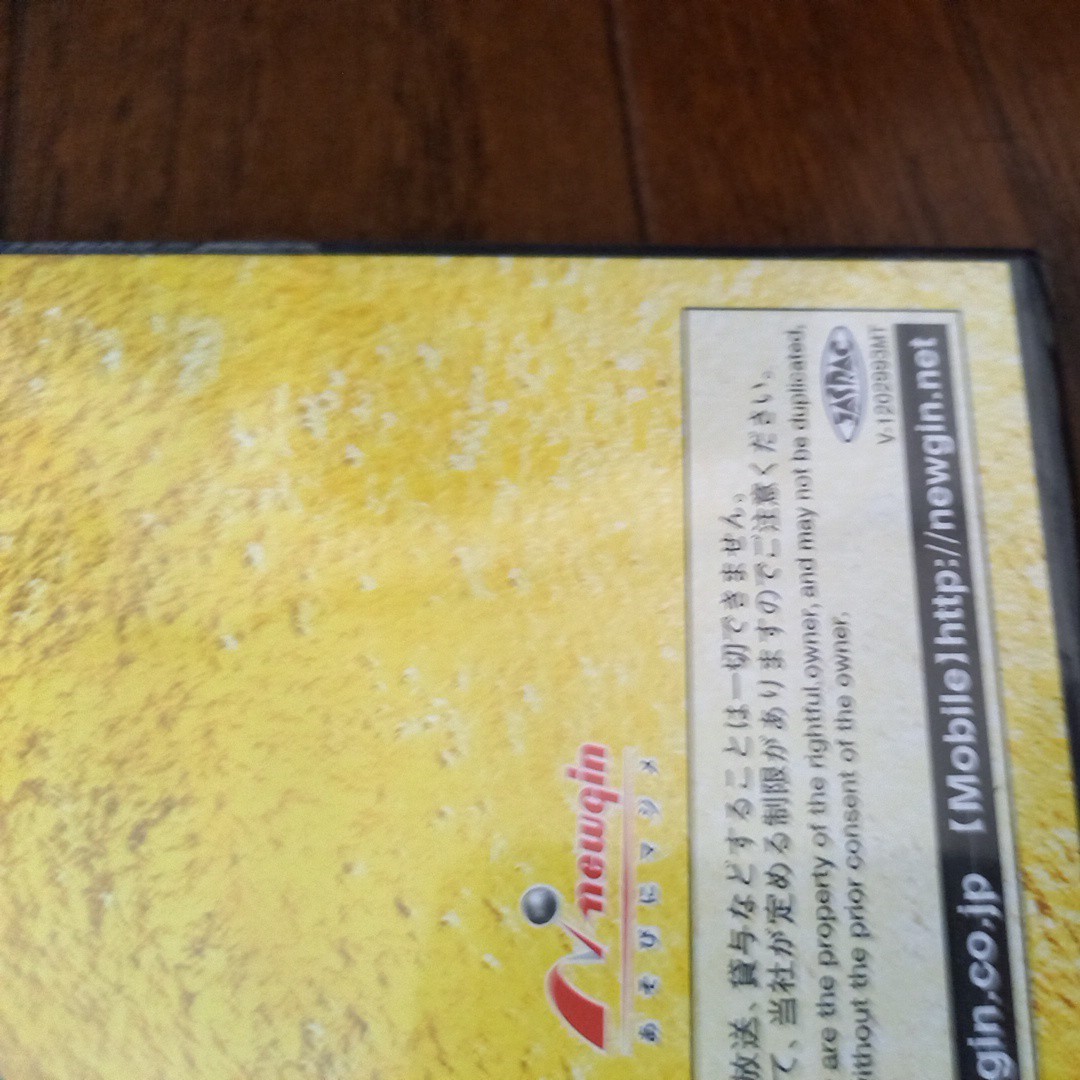 newgin
あそびにマジメ
放送、貸与などすることは一切できません。
て、当社が定める制限がありますのでご注意ください。
are the property of the rightful owner, and may not be duplicated,
without the prior consent of the owner.
JASRAC
V-1202993MT
gin.co.jp 【Mobile】http://newgin.net